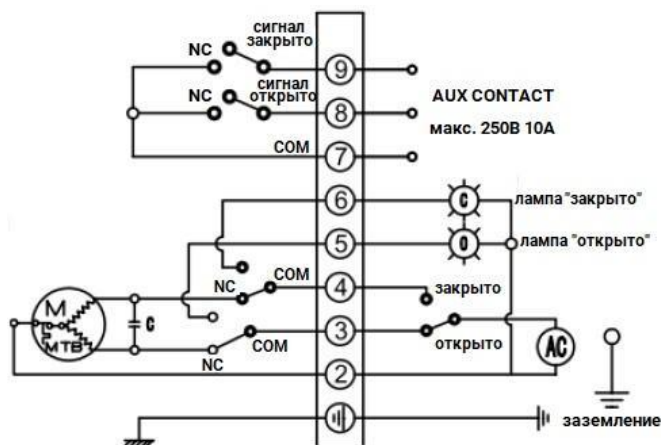 сигнал
закрыто
NC
9
сигнал
открыто
NC
8
AUX CONTACT
макс. 250В 10А
COM
7
6
C
лампа "закрыто"
5
O
лампа "открыто"
COM
NC
4
закрыто
M
C
MTB
3
COM
NC
открыто
AC
2
заземление